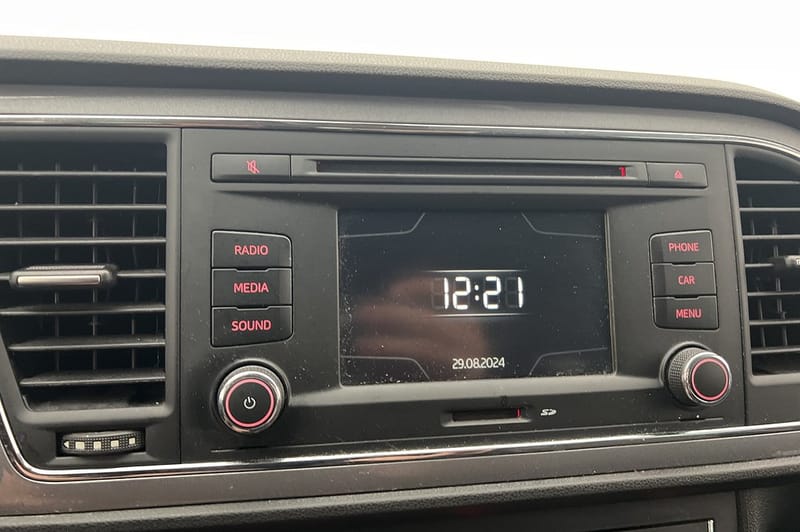 RADIO
MEDIA
SOUND
12:21
29.08.2024
PHONE
CAR
MENU
SD